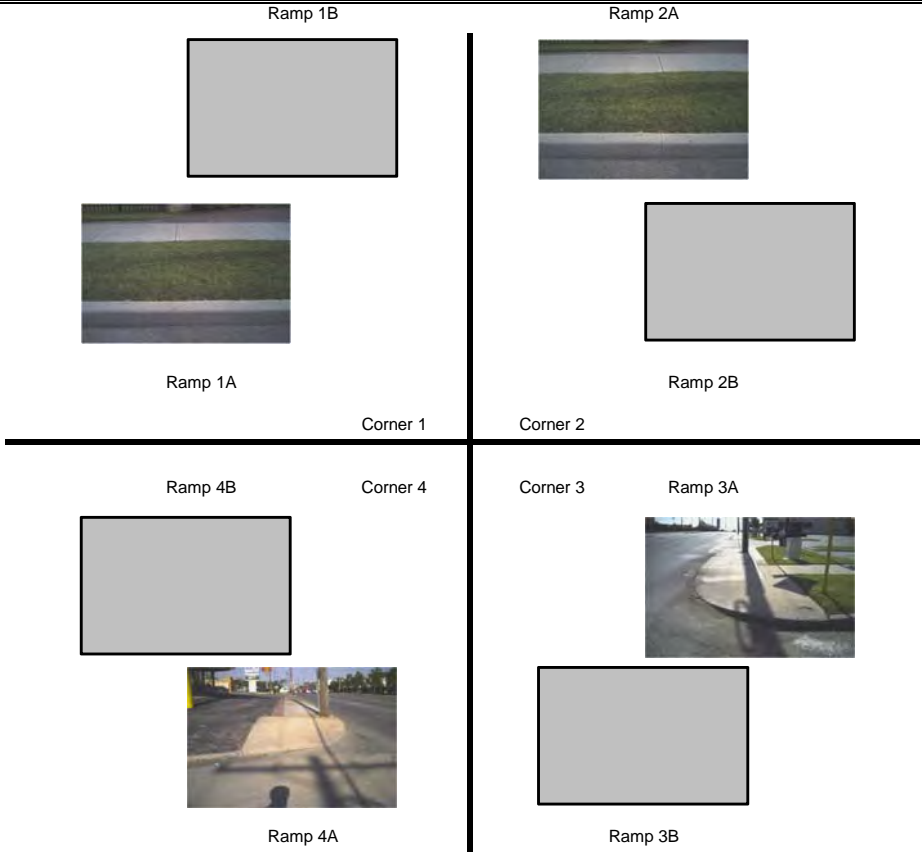 Ramp 1B Ramp 2A
Ramp 1A Ramp 2B
Corner 1 Corner 2
Ramp 4B Corner 4 Corner 3 Ramp 3A
Ramp 4A Ramp 3B